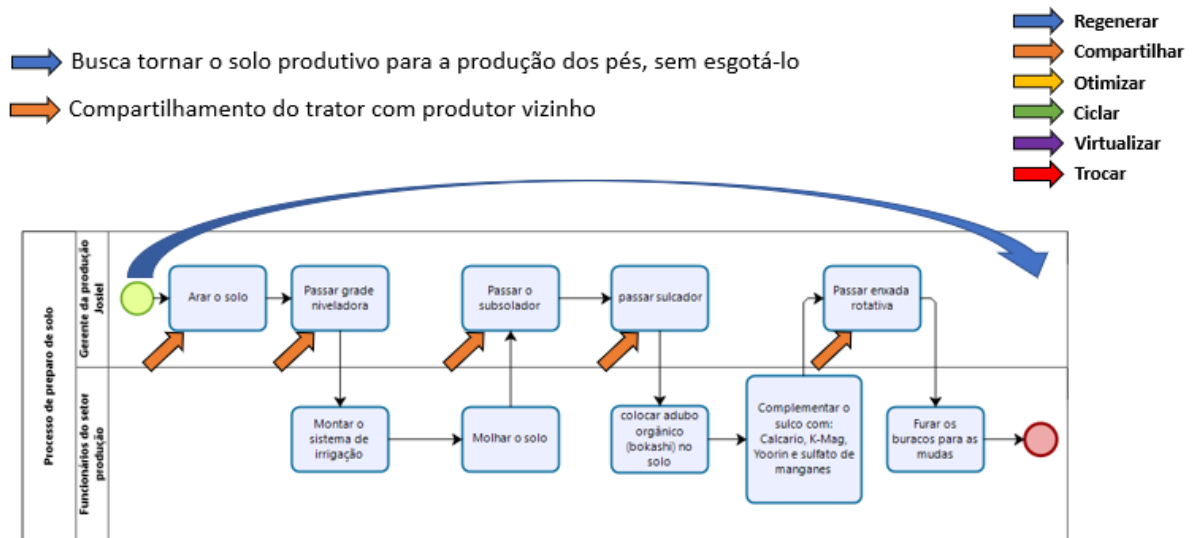 Regenerar
Compartilhar
Otimizar
Ciclar
Virtualizar
Trocar
Busca tornar o solo produtivo para a produção dos pés, sem esgotá-lo
Compartilhamento do trator com produtor vizinho
Processo de preparo de solo
Gerente da produção
Josiel
Arar o solo
Passar grade
niveladora
Passar o
subsolador
passar sulcador
Passar enxada
rotativa
Funcionários do setor
produção
Montar o
sistema de
irrigação
Molhar o solo
colocar adubo
orgânico
(bokashi) no
solo
Complementar o
sulco com:
Calcario, K-Mag,
Yoorin e sulfato de
manganes
Furar os
buracos para as
mudas